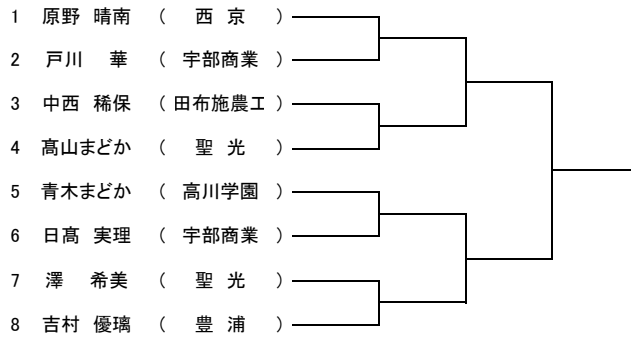 1 原野 晴南 ( 西 京 )
2 戸川 華 ( 宇部商業 )
3 中西 稀保 ( 田布施農工 )
4 髙山まどか ( 聖 光 )
5 青木まどか ( 高川学園 )
6 日髙 実理 ( 宇部商業 )
7 澤 希美 ( 聖 光 )
8 吉村 優璃 ( 豊 浦 )